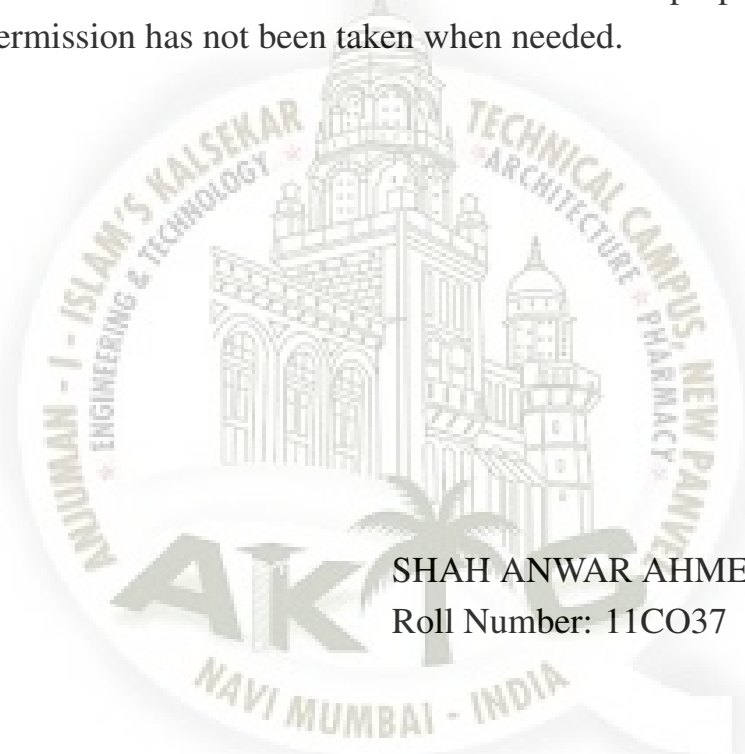 ermission has not been taken when needed.
ANJUMAN - I - ISLAM'S KALSEKAR TECHNICAL CAMPUS, NEW PANVEL
ENGINEERING & TECHNOLOGY * ARCHITECTURE * PHARMACY *
AKTC
SHAH ANWAR AHME
Roll Number: 11CO37
NAVI MUMBAI - INDIA